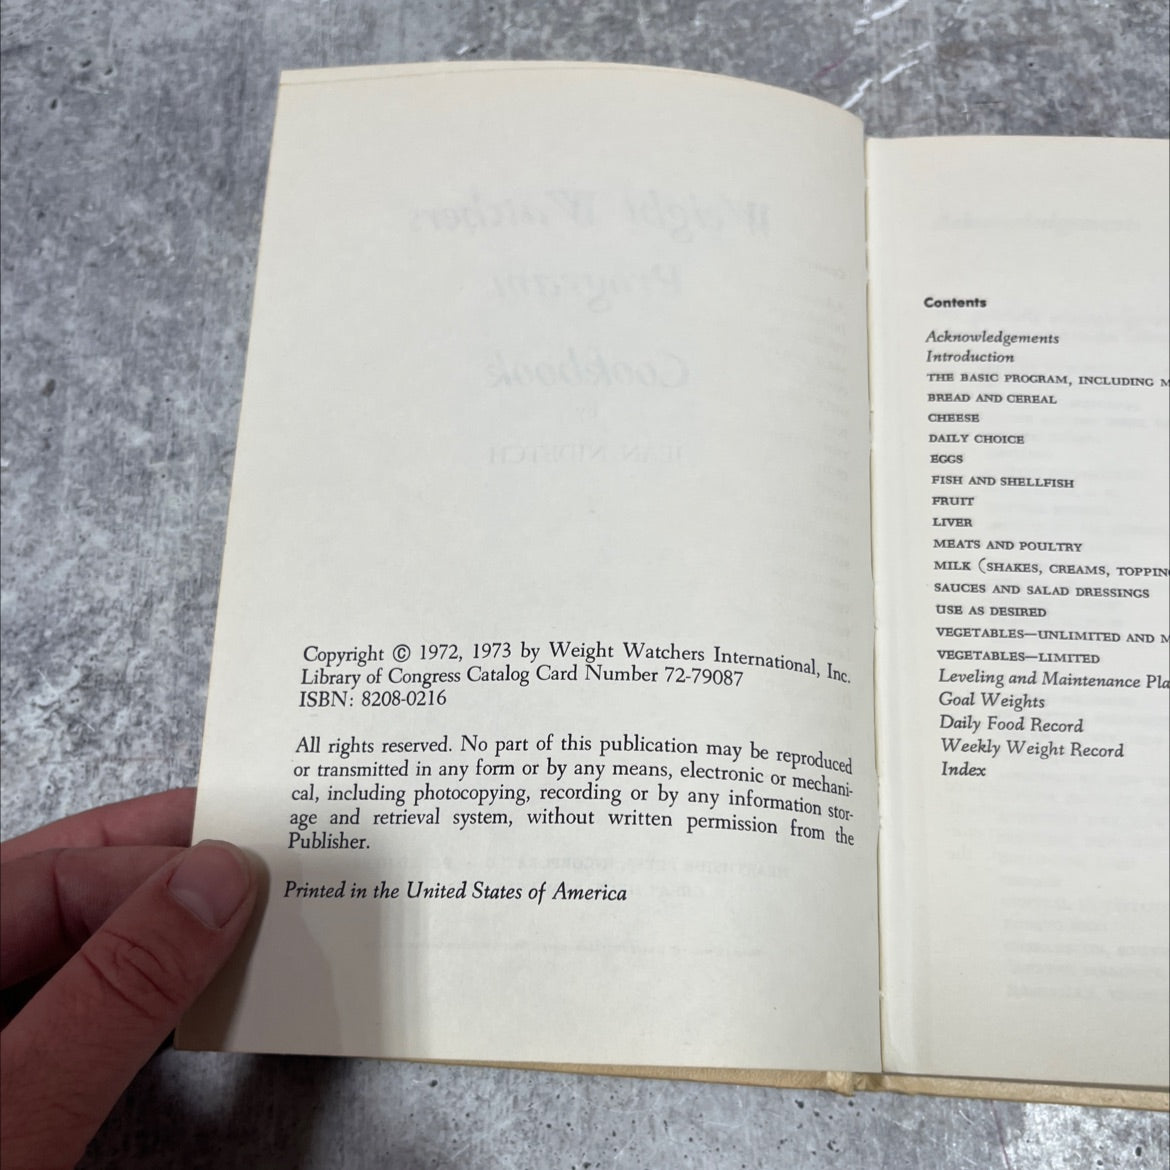 Copyright © 1972, 1973 by Weight Watchers International, Inc.
Library of Congress Catalog Card Number 72-79087
ISBN: 8208-0216
All rights reserved. No part of this publication may be reproduced
or transmitted in any form or by any means, electronic or mechani-
cal, including photocopying, recording or by any information stor-
age and retrieval system, without written permission from the
Publisher.
Printed in the United States of America
Contents
Acknowledgements
Introduction
THE BASIC PROGRAM, INCLUDING M
BREAD AND CEREAL
CHEESE
DAILY CHOICE
EGGS
FISH AND SHELLFISH
FRUIT
LIVER
MEATS AND POULTRY
MILK (SHAKES, CREAMS, TOPPIN
SAUCES AND SALAD DRESSINGS
USE AS DESIRED
VEGETABLES—UNLIMITED AND M
VEGETABLES—LIMITED
Leveling and Maintenance Pla
Goal Weights
Daily Food Record
Weekly Weight Record
Index